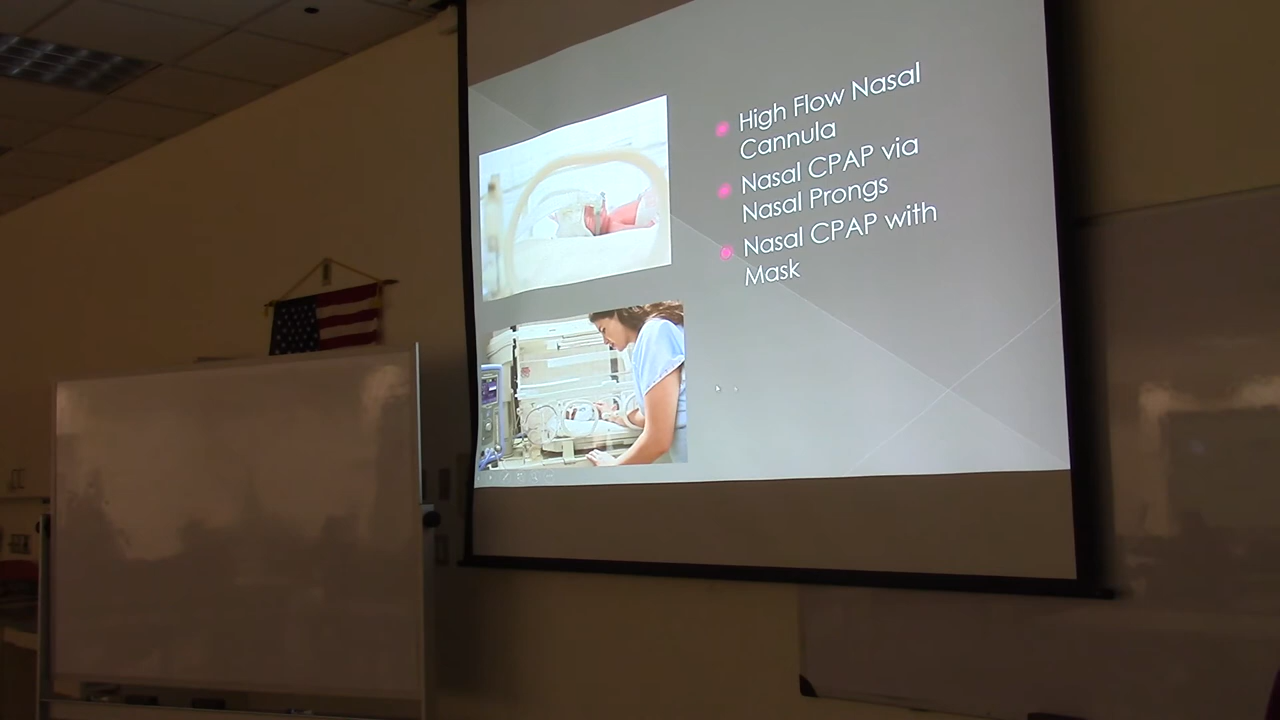 High Flow Nasal
Cannula
Nasal CPAP via
Nasal Prongs
Nasal CPAP with
Mask